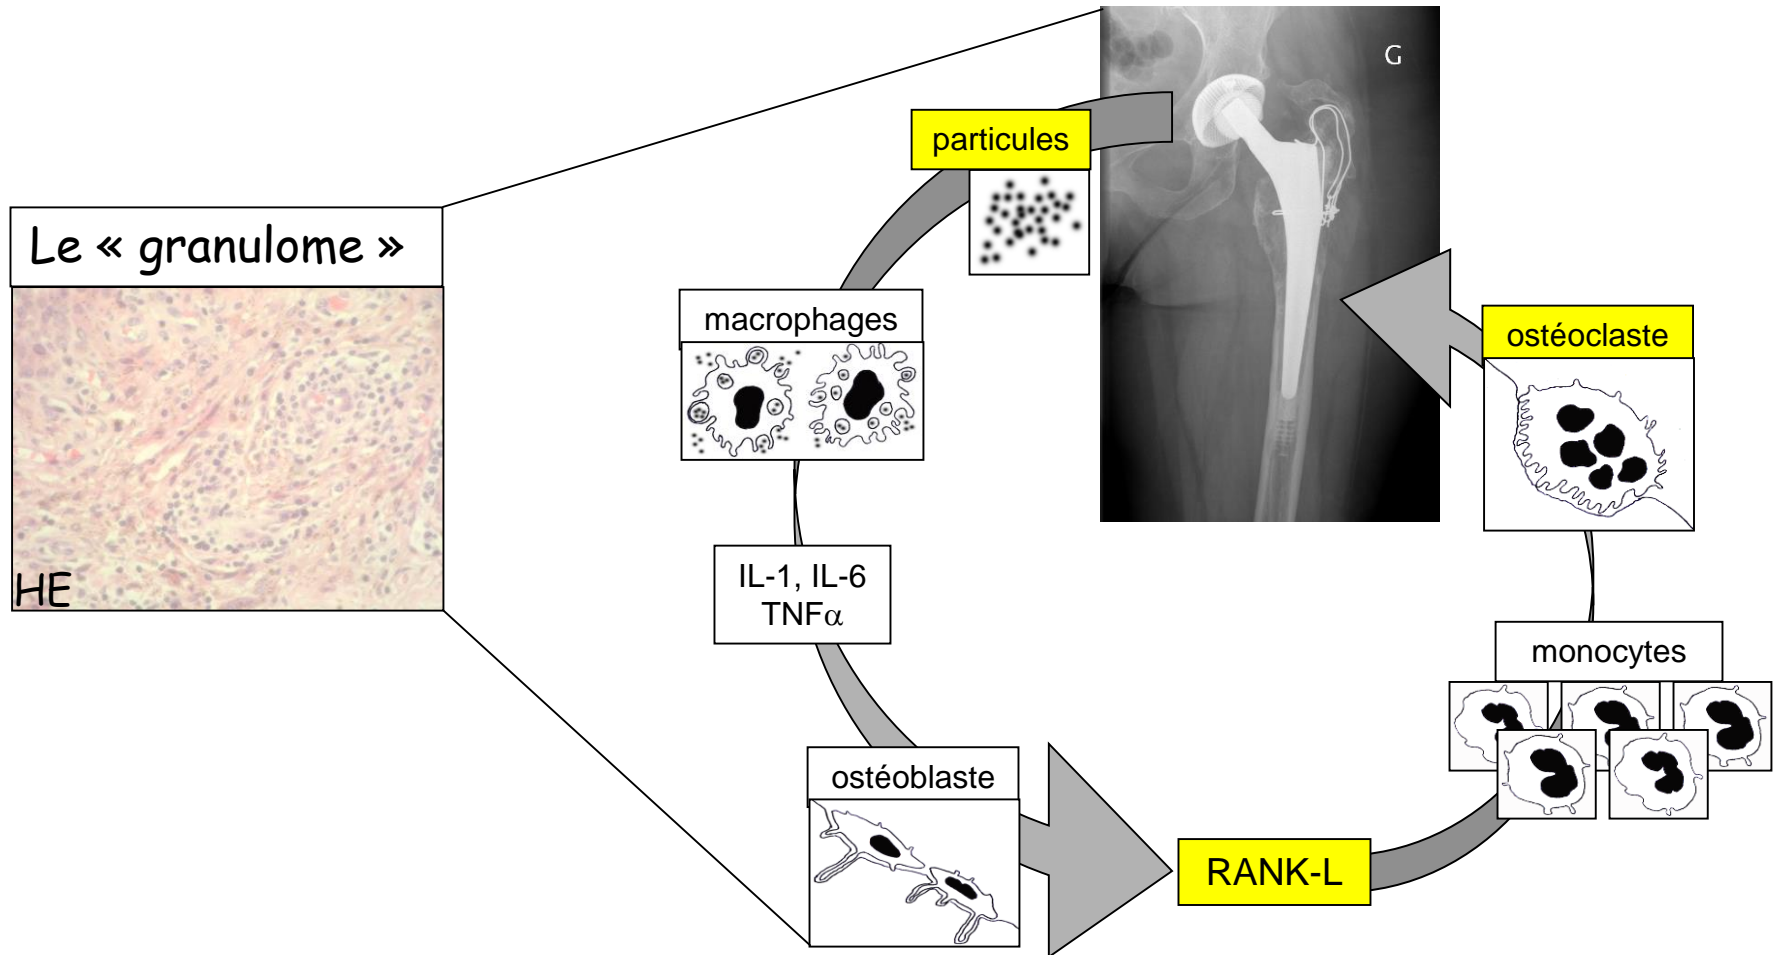 G
particules
Le « granulome »
macrophages
ostéoclaste
HE
IL-1, IL-6
TNFα
monocytes
ostéoblaste
RANK-L